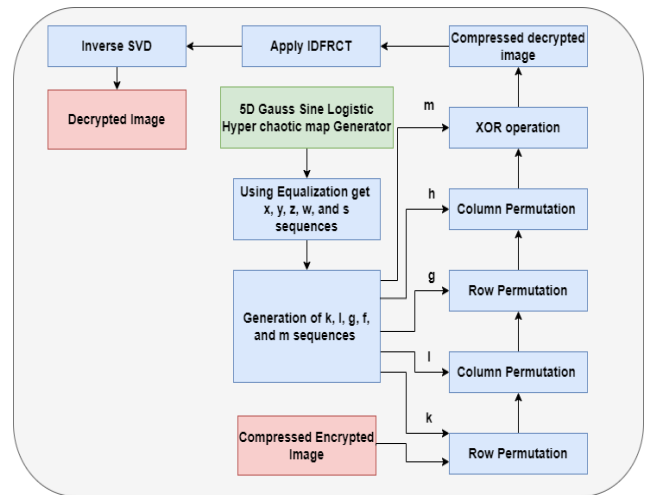 Inverse SVD
Apply IDFRCT
Compressed decrypted
image
Decrypted Image
5D Gauss Sine Logistic
Hyper chaotic map Generator
m
XOR operation
Using Equalization get
x, y, z, w, and s
sequences
h
Column Permutation
g
Row Permutation
Generation of k, l, g, f,
and m sequences
l
Column Permutation
k
Compressed Encrypted
Image
Row Permutation